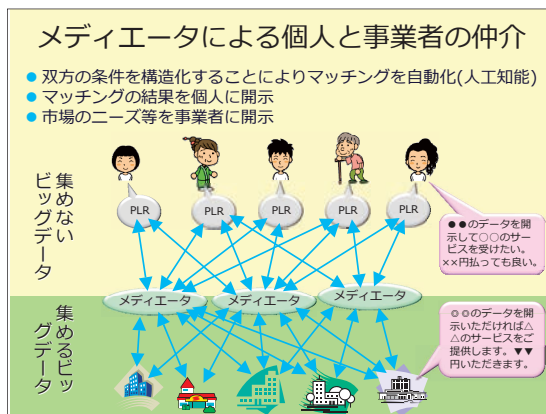 メディエータによる個人と事業者の仲介
双方の条件を構造化することによりマッチングを自動化(人工知能)
マッチングの結果を個人に開示
市場のニーズ等を事業者に開示
集めない
ビッグデータ
PLR
PLR
PLR
PLR
PLR
●●のデータを開
示して○○のサー
ビスを受けたい。
××円払っても良い。
メディエータ
メディエータ
メディエータ
集めるビッ
グデータ
◎◎のデータを開
示いただければ△
△のサービスをご
提供します。▼▼
円いただきます。